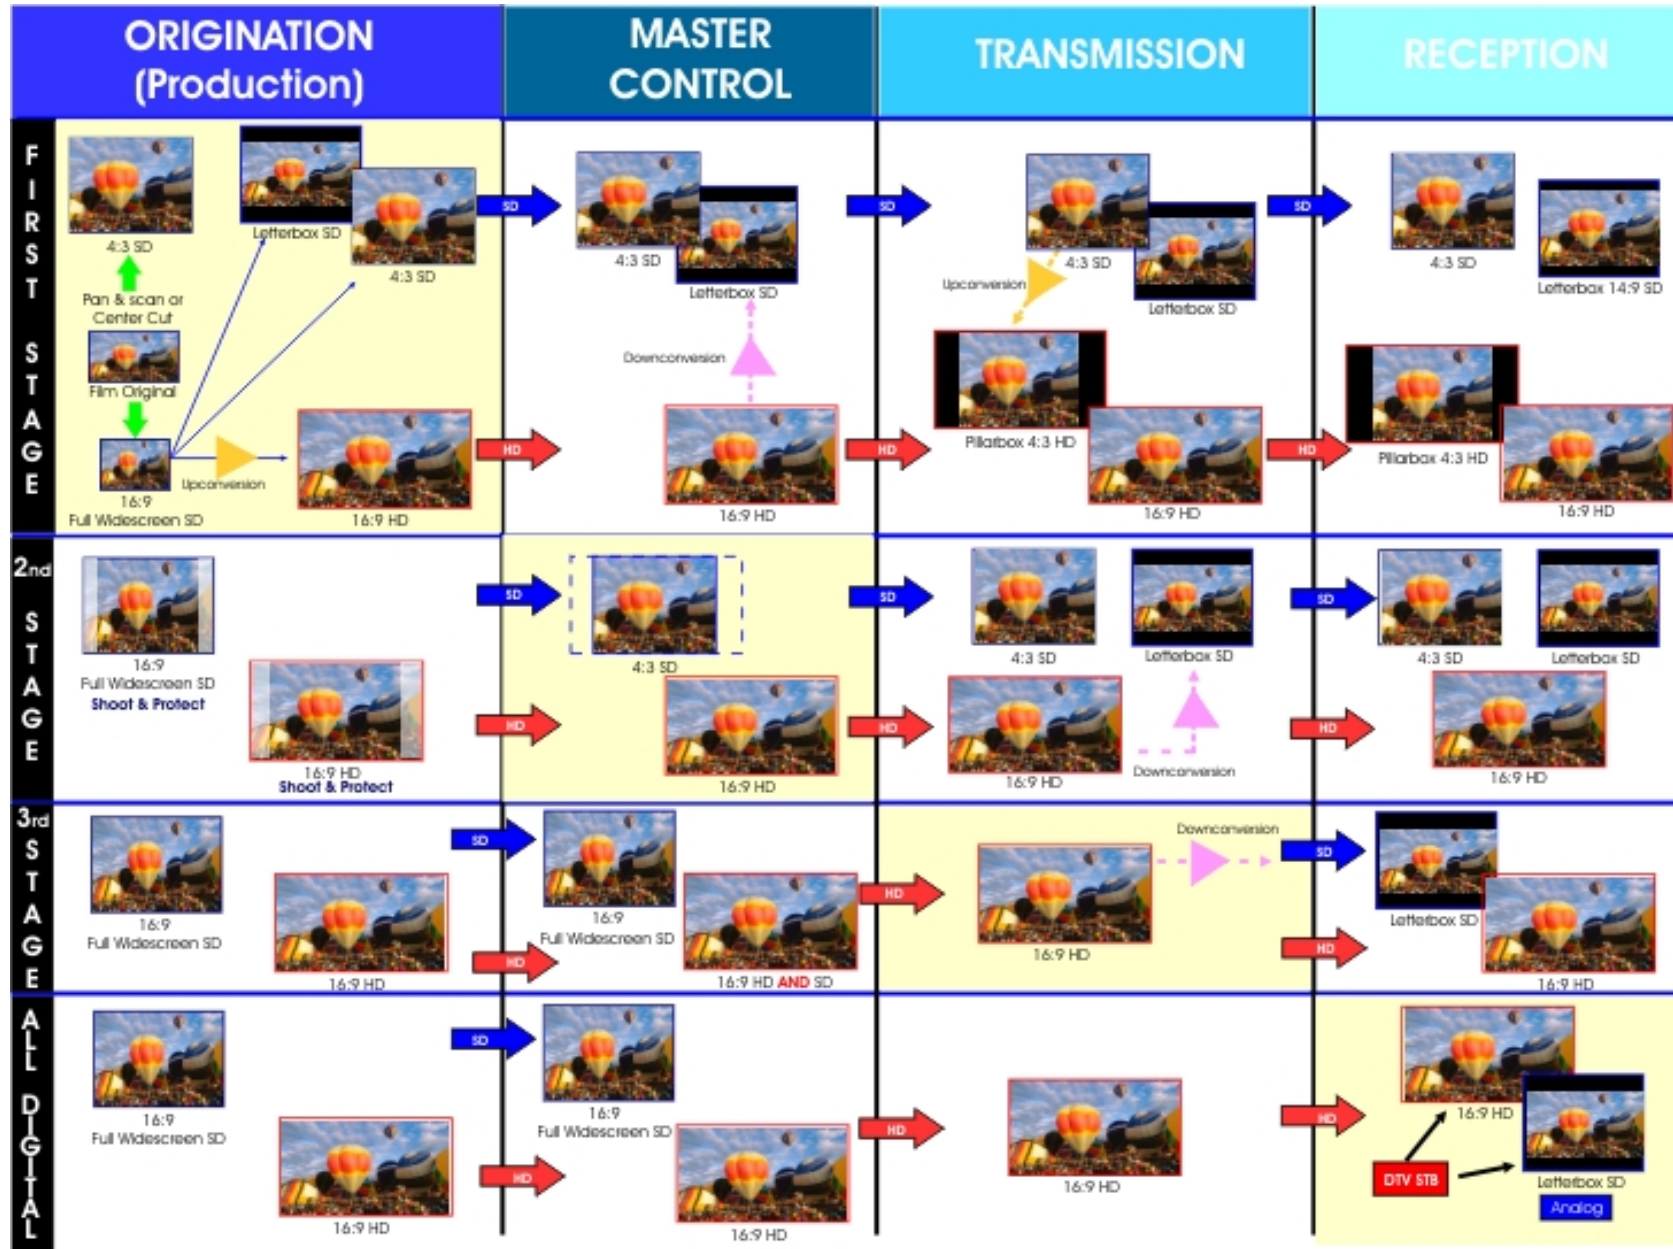 ORIGINATION
(Production)
MASTER
CONTROL
TRANSMISSION
RECEPTION
FIRST STAGE
4:3 SD
Pan & scan or
Center Cut
Film Original
16:9
Full Widescreen SD
Letterbox SD
4:3 SD
Upconversion
16:9 HD
SD
HD
4:3 SD
Letterbox SD
Downconversion
16:9 HD
SD
HD
4:3 SD
Upconversion
Letterbox SD
Pillarbox 4:3 HD
16:9 HD
SD
HD
4:3 SD
Letterbox 14:9 SD
Pillarbox 4:3 HD
16:9 HD
2nd STAGE
16:9
Full Widescreen SD
Shoot & Protect
16:9 HD
Shoot & Protect
SD
HD
4:3 SD
16:9 HD
SD
HD
4:3 SD
Letterbox SD
16:9 HD
Downconversion
SD
HD
4:3 SD
Letterbox SD
16:9 HD
3rd STAGE
16:9
Full Widescreen SD
16:9 HD
SD
HD
16:9
Full Widescreen SD
16:9 HD AND SD
HD
16:9 HD
Downconversion
SD
HD
Letterbox SD
16:9 HD
ALL DIGITAL
16:9
Full Widescreen SD
16:9 HD
SD
HD
16:9
Full Widescreen SD
16:9 HD
HD
16:9 HD
HD
16:9 HD
DTV STB
Letterbox SD
Analog